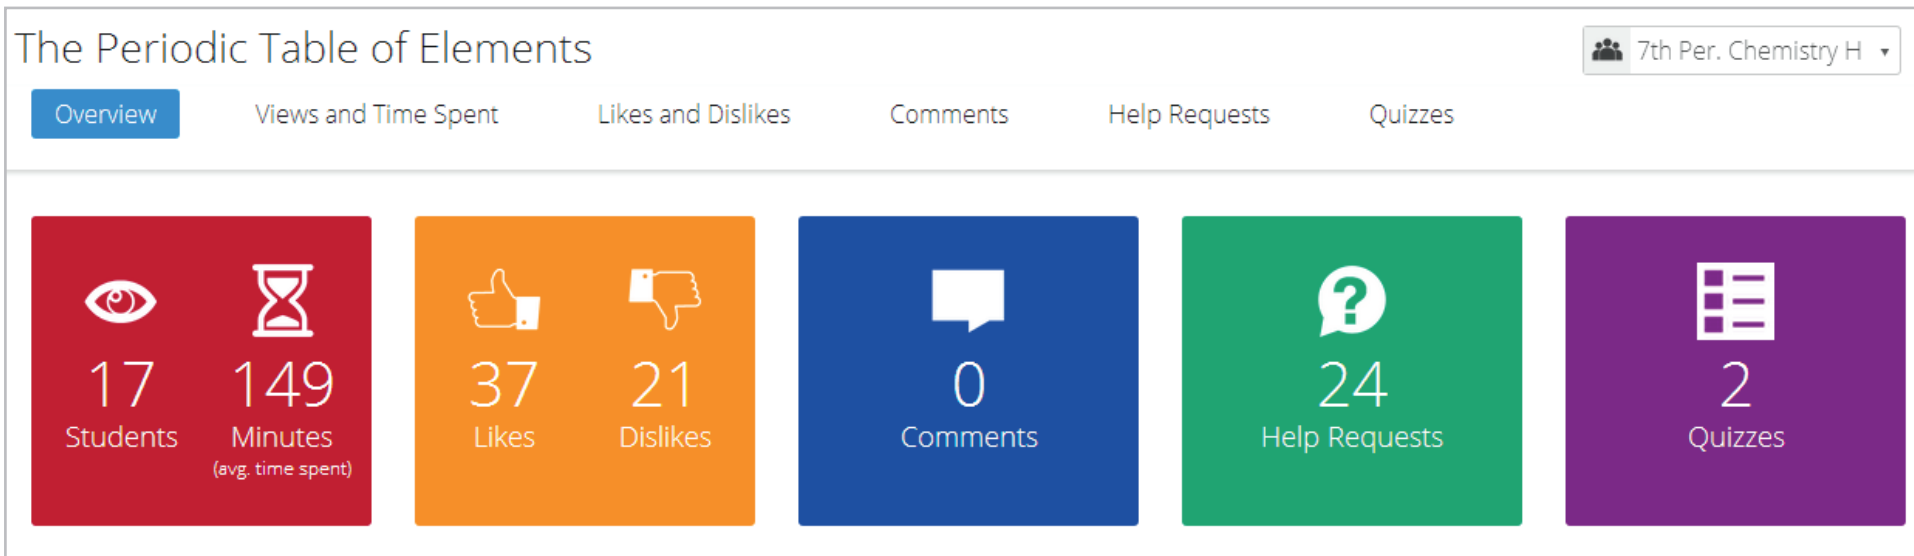 The Periodic Table of Elements
7th Per. Chemistry H
Overview Views and Time Spent Likes and Dislikes Comments Help Requests Quizzes
17 149 37 21 0 24 2
Students Minutes Likes Dislikes Comments Help Requests Quizzes
(avg. time spent)